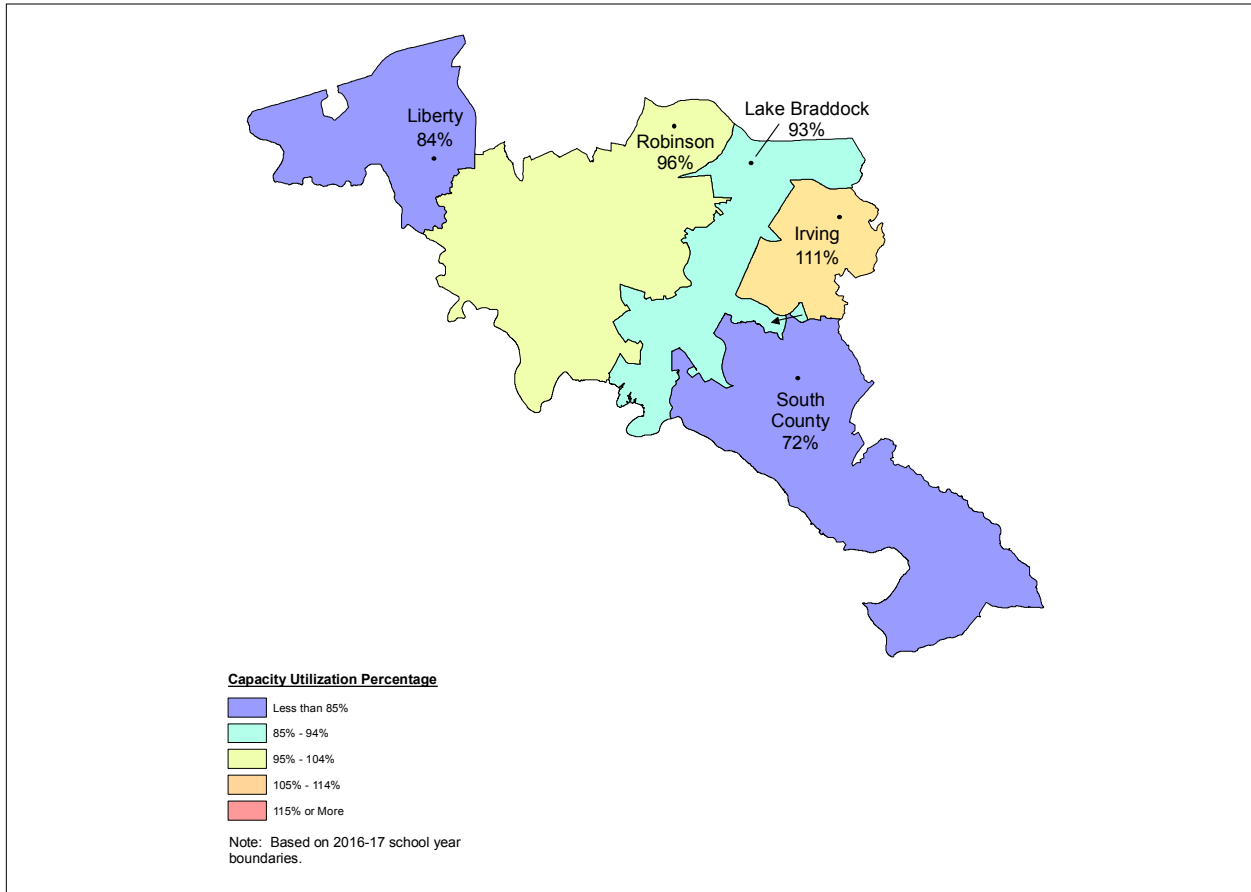 Liberty
84%
Robinson
96%
Lake Braddock
93%
Irving
111%
South
County
72%
Capacity Utilization Percentage
Less than 85%
85% - 94%
95% - 104%
105% - 114%
115% or More
Note: Based on 2016-17 school year
boundaries.